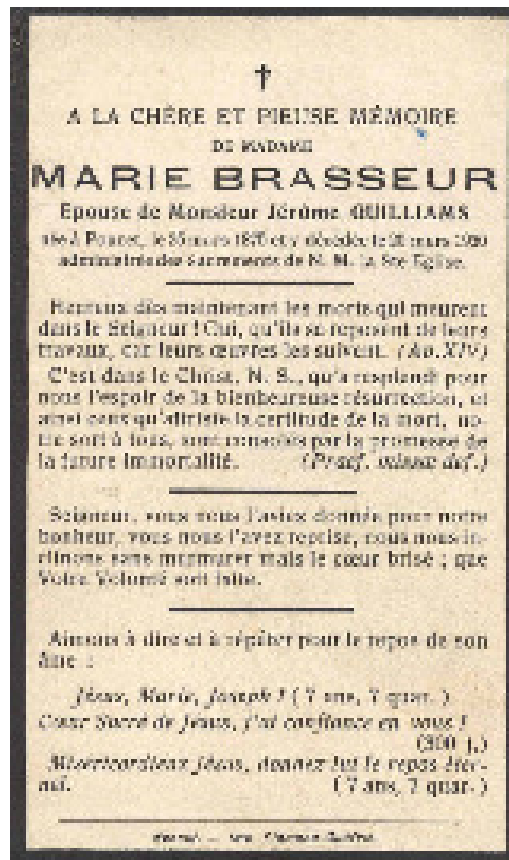 A LA CHÈRE ET PIEUSE MÉMOIRE
DE MADAME
MARIE BRASSEUR
Epouse de Monsieur Jérôme GUILLIAMS
née à Poucet, le mars et y décédée le mars
administrée des Sacrements de N. M. la Ste Eglise.
Heureux dès maintenant les morts qui meurent
dans le Seigneur ! Oui, qu'ils se reposent de leurs
travaux, car leurs œuvres les suivent. (Ap. XIV)
C'est dans le Christ, N. S., qu'a resplendi pour
nous l'espoir de la bienheureuse résurrection, et
ainsi ceux qu'attriste la certitude de la mort, no-
tre sort à tous, sont consolés par la promesse de
la future immortalité. (Praef. missæ def.)
Seigneur, vous nous l'aviez donnée pour notre
bonheur, vous nous l'avez reprise, nous nous in-
clinons sans murmurer mais le cœur brisé ; que
Votre Volonté soit faite.
Aimons à dire et à répéter pour le repos de son
âme :
Jésus, Marie, Joseph ! ( 7 ans, 7 quar. )
Cœur Sacré de Jésus, j'ai confiance en vous !
(300 j.)
Miséricordieux Jésus, donnez lui le repos éter-
nel. ( 7 ans, 7 quar. )